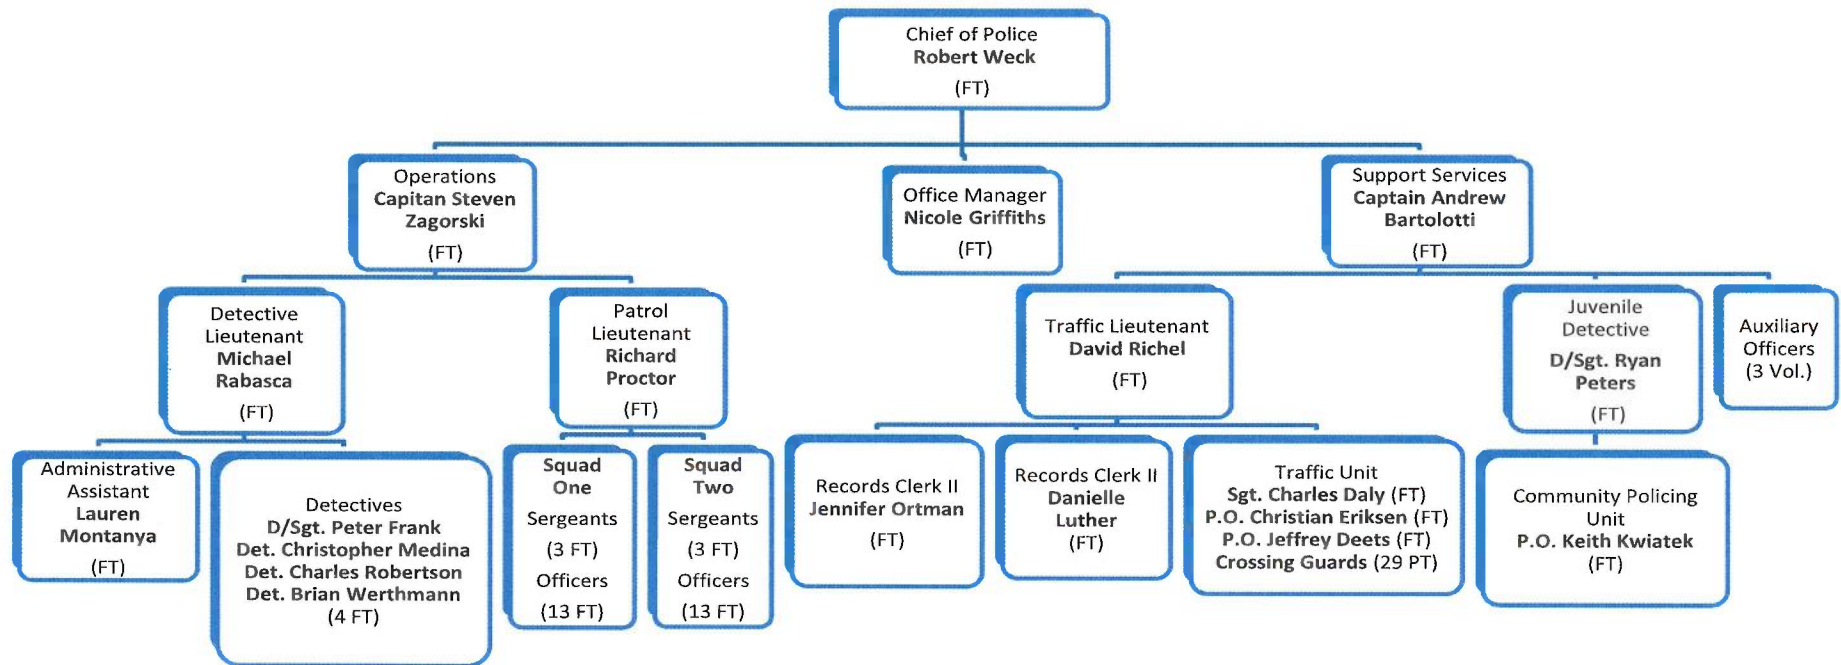 Chief of Police
Robert Weck
(FT)
Operations
Capitan Steven
Zagorski
(FT)
Office Manager
Nicole Griffiths
(FT)
Support Services
Captain Andrew
Bartolotti
(FT)
Detective
Lieutenant
Michael
Rabasca
(FT)
Patrol
Lieutenant
Richard
Proctor
(FT)
Traffic Lieutenant
David Richel
(FT)
Juvenile
Detective
D/Sgt. Ryan
Peters
(FT)
Auxiliary
Officers
(3 Vol.)
Administrative
Assistant
Lauren
Montanya
(FT)
Detectives
D/Sgt. Peter Frank
Det. Christopher Medina
Det. Charles Robertson
Det. Brian Werthmann
(4 FT)
Squad
One
Sergeants
(3 FT)
Officers
(13 FT)
Squad
Two
Sergeants
(3 FT)
Officers
(13 FT)
Records Clerk II
Jennifer Ortman
(FT)
Records Clerk II
Danielle
Luther
(FT)
Traffic Unit
Sgt. Charles Daly (FT)
P.O. Christian Eriksen (FT)
P.O. Jeffrey Deets (FT)
Crossing Guards (29 PT)
Community Policing
Unit
P.O. Keith Kwiatek
(FT)